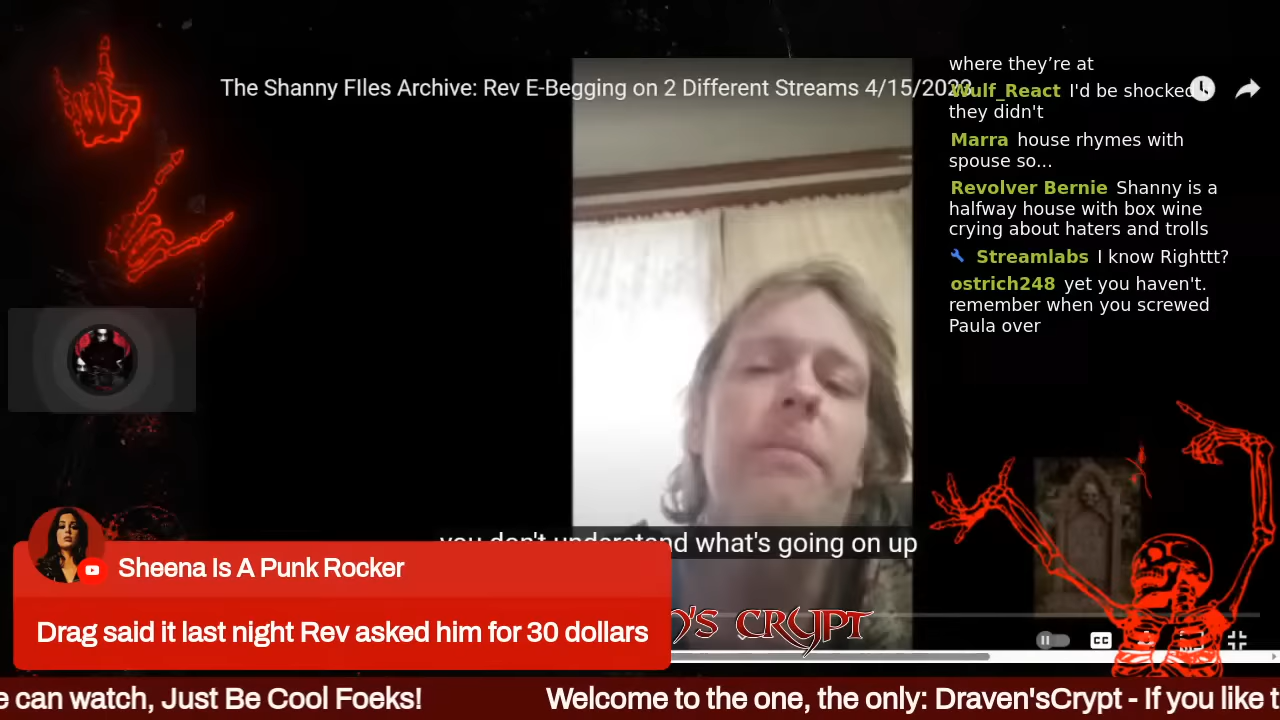 The Shanny FIles Archive: Rev E-Begging on 2 Different Streams 4/15/2023
where they’re at
Wulf_React I'd be shocked
they didn't
Marra house rhymes with
spouse so...
Revolver Bernie Shanny is a
halfway house with box wine
crying about haters and trolls
Streamlabs I know Righttt?
ostrich248 yet you haven't.
remember when you screwed
Paula over
you don't understand what's going on up
Sheena Is A Punk Rocker
Drag said it last night Rev asked him for 30 dollars
'S CRYPT
CC
e can watch, Just Be Cool Foeks!
Welcome to the one, the only: Draven'sCrypt - If you like t